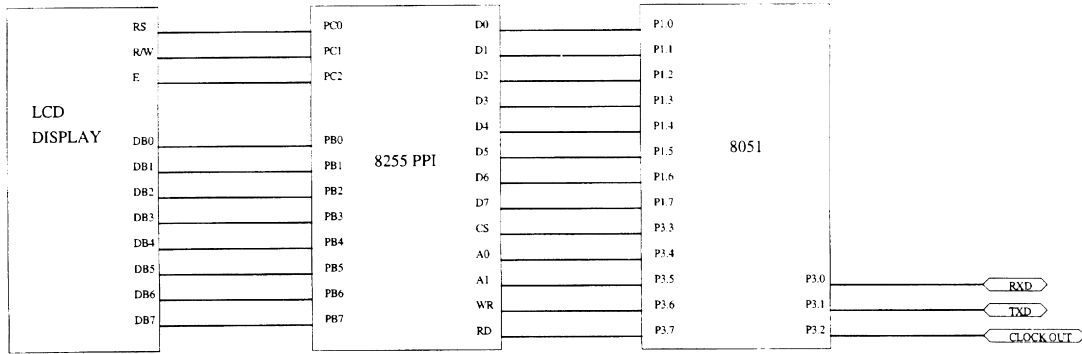 RS PC0 D0 P1.0
R/W PC1 D1 P1.1
E PC2 D2 P1.2
D3 P1.3
LCD
DISPLAY
D4 P1.4
DB0 PB0 D5 P1.5
8255 PPI
8051
DB1 PB1 D6 P1.6
DB2 PB2 D7 P1.7
DB3 PB3 CS P3.3
DB4 PB4 A0 P3.4
DB5 PB5 A1 P3.5 P3.0 RXD
DB6 PB6 WR P3.6 P3.1 TXD
DB7 PB7 RD P3.7 P3.2 CLOCK OUT